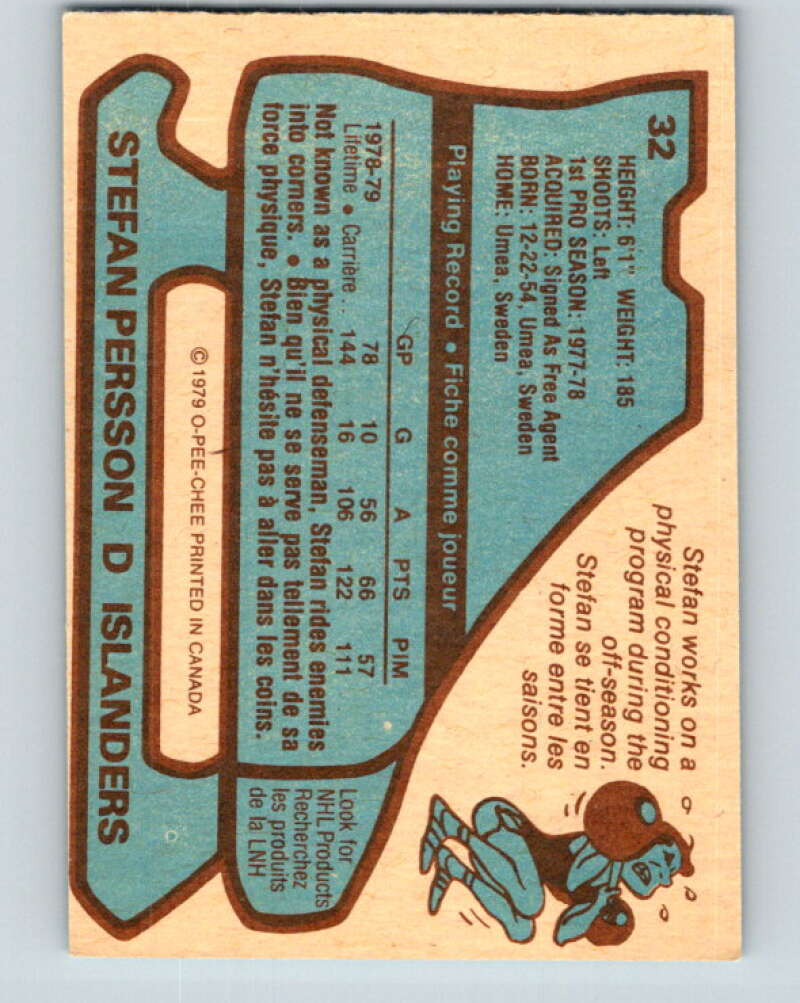 32
HEIGHT: 6'1" WEIGHT: 185
SHOOTS: Left
1st PRO SEASON: 1977-78
ACQUIRED: Signed As Free Agent
BORN: 12-22-54, Umea, Sweden
HOME: Umea, Sweden
Stefan works on a
physical conditioning
program during the
off-season.
Stefan se tient en
forme entre les
saisons.
Playing Record • Fiche comme joueur
GP G A PTS PIM
1978-79 78 10 56 66 57
Lifetime • Carrière . . 144 16 106 122 111
Not known as a physical defenseman, Stefan rides enemies
into corners. • Bien qu'il ne se serve pas tellement de sa
force physique, Stefan n'hésite pas à aller dans les coins.
Look for
NHL Products
Recherchez
les produits
de la LNH
© 1979 O-PEE-CHEE PRINTED IN CANADA
STEFAN PERSSON D ISLANDERS